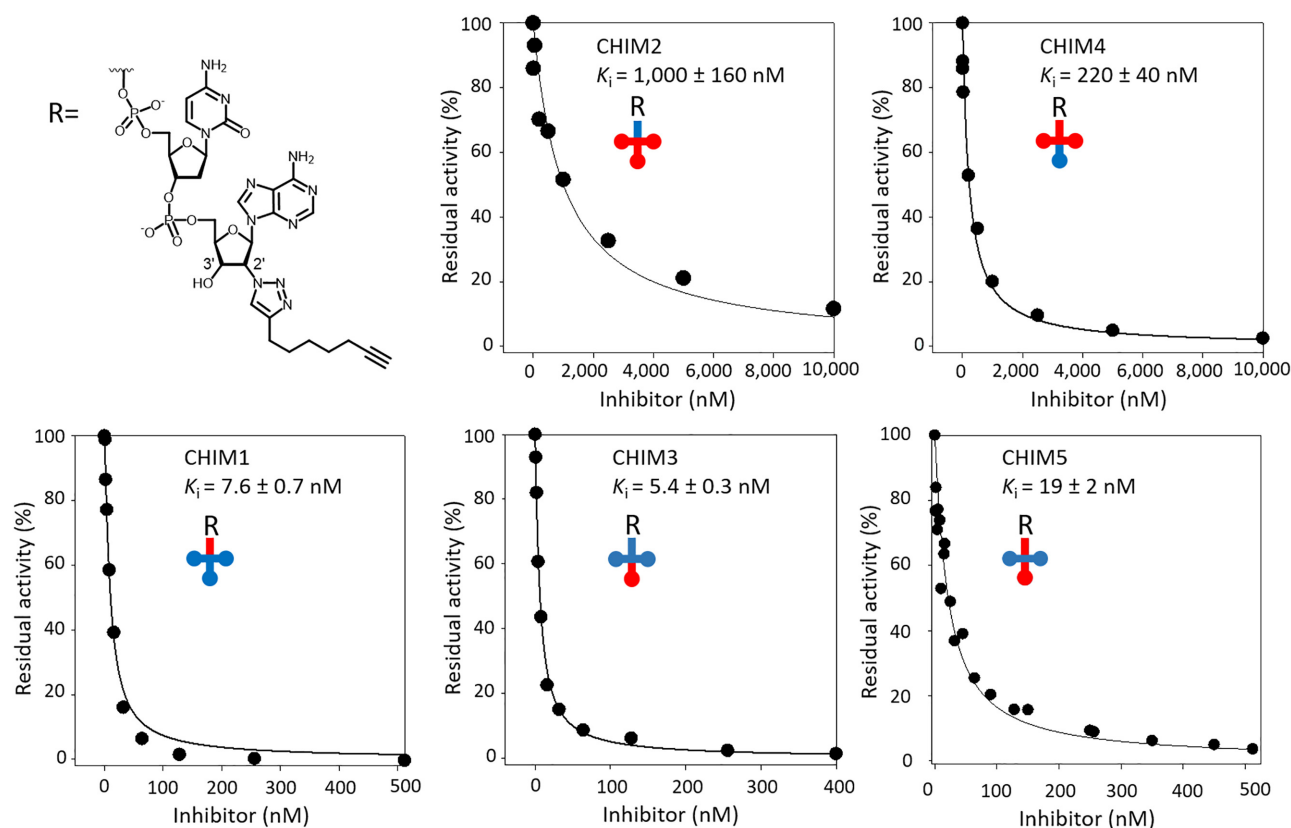 R=
NH₂
N
N
O
O
P
O⁻
O
O
O
O
P
O
⁻O
O
NH₂
N
N
N
N
O
3'
2'
HO
N
N
N
Residual activity (%)
100
80
60
40
20
0
CHIM2
Kᵢ = 1,000 ± 160 nM
R
0
2,000
4,000
6,000
8,000
10,000
Inhibitor (nM)
Residual activity (%)
100
80
60
40
20
0
CHIM4
Kᵢ = 220 ± 40 nM
R
0
2,000
4,000
6,000
8,000
10,000
Inhibitor (nM)
Residual activity (%)
100
80
60
40
20
0
CHIM1
Kᵢ = 7.6 ± 0.7 nM
R
0
100
200
300
400
500
Inhibitor (nM)
Residual activity (%)
100
80
60
40
20
0
CHIM3
Kᵢ = 5.4 ± 0.3 nM
R
0
100
200
300
400
Inhibitor (nM)
Residual activity (%)
100
80
60
40
20
0
CHIM5
Kᵢ = 19 ± 2 nM
R
0
100
200
300
400
500
Inhibitor (nM)